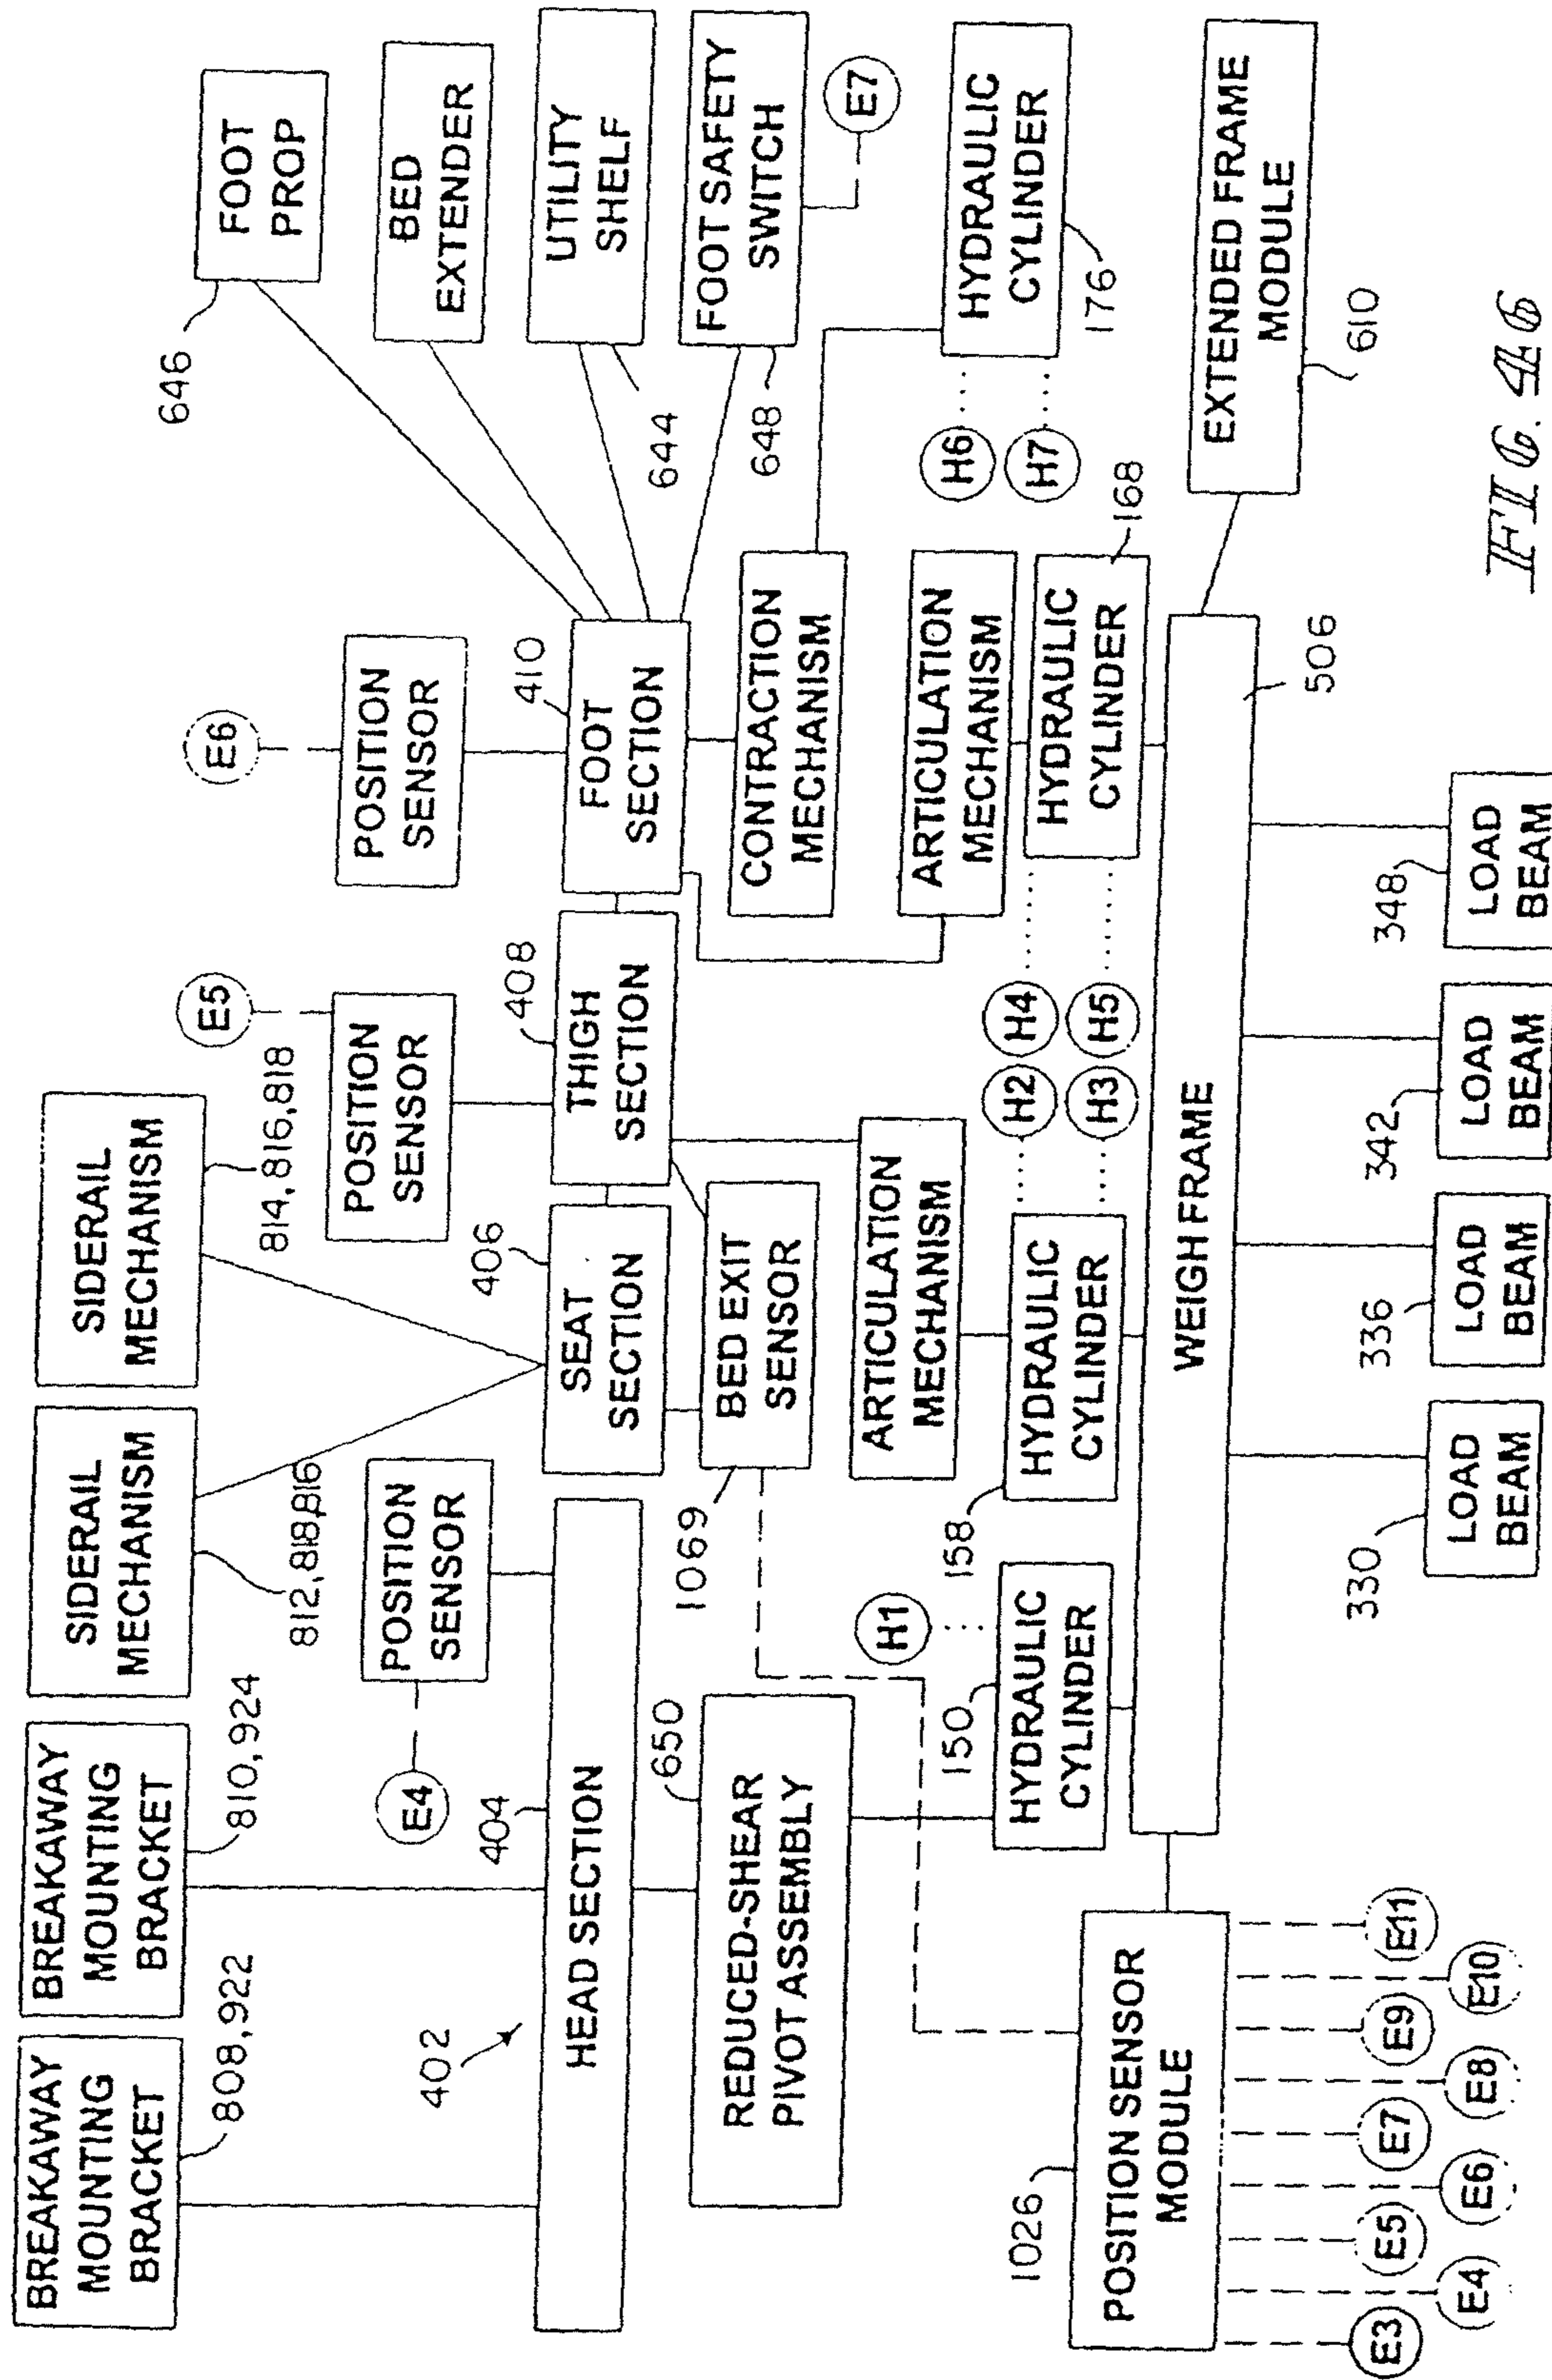 BREAKAWAY
MOUNTING
BRACKET
808,922
BREAKAWAY
MOUNTING
BRACKET
810,924
SIDERAIL
MECHANISM
812,818,816
SIDERAIL
MECHANISM
814,816,818
E4
POSITION
SENSOR
E5
POSITION
SENSOR
E6
POSITION
SENSOR
646
FOOT
PROP
BED
EXTENDER
UTILITY
SHELF
644
FOOT SAFETY
SWITCH
648
E7
402
404
HEAD SECTION
406
SEAT
SECTION
408
THIGH
SECTION
410
FOOT
SECTION
650
REDUCED-SHEAR
PIVOT ASSEMBLY
1069
BED EXIT
SENSOR
CONTRACTION
MECHANISM
HYDRAULIC
CYLINDER
176
H6
H7
H1
ARTICULATION
MECHANISM
ARTICULATION
MECHANISM
150
HYDRAULIC
CYLINDER
158
HYDRAULIC
CYLINDER
H2
H3
H4
H5
HYDRAULIC
CYLINDER
168
1026
POSITION SENSOR
MODULE
WEIGH FRAME
506
EXTENDED FRAME
MODULE
610
E3
E4
E5
E6
E7
E8
E9
E10
E11
330
LOAD
BEAM
336
LOAD
BEAM
342
LOAD
BEAM
348
LOAD
BEAM
FIG. 46